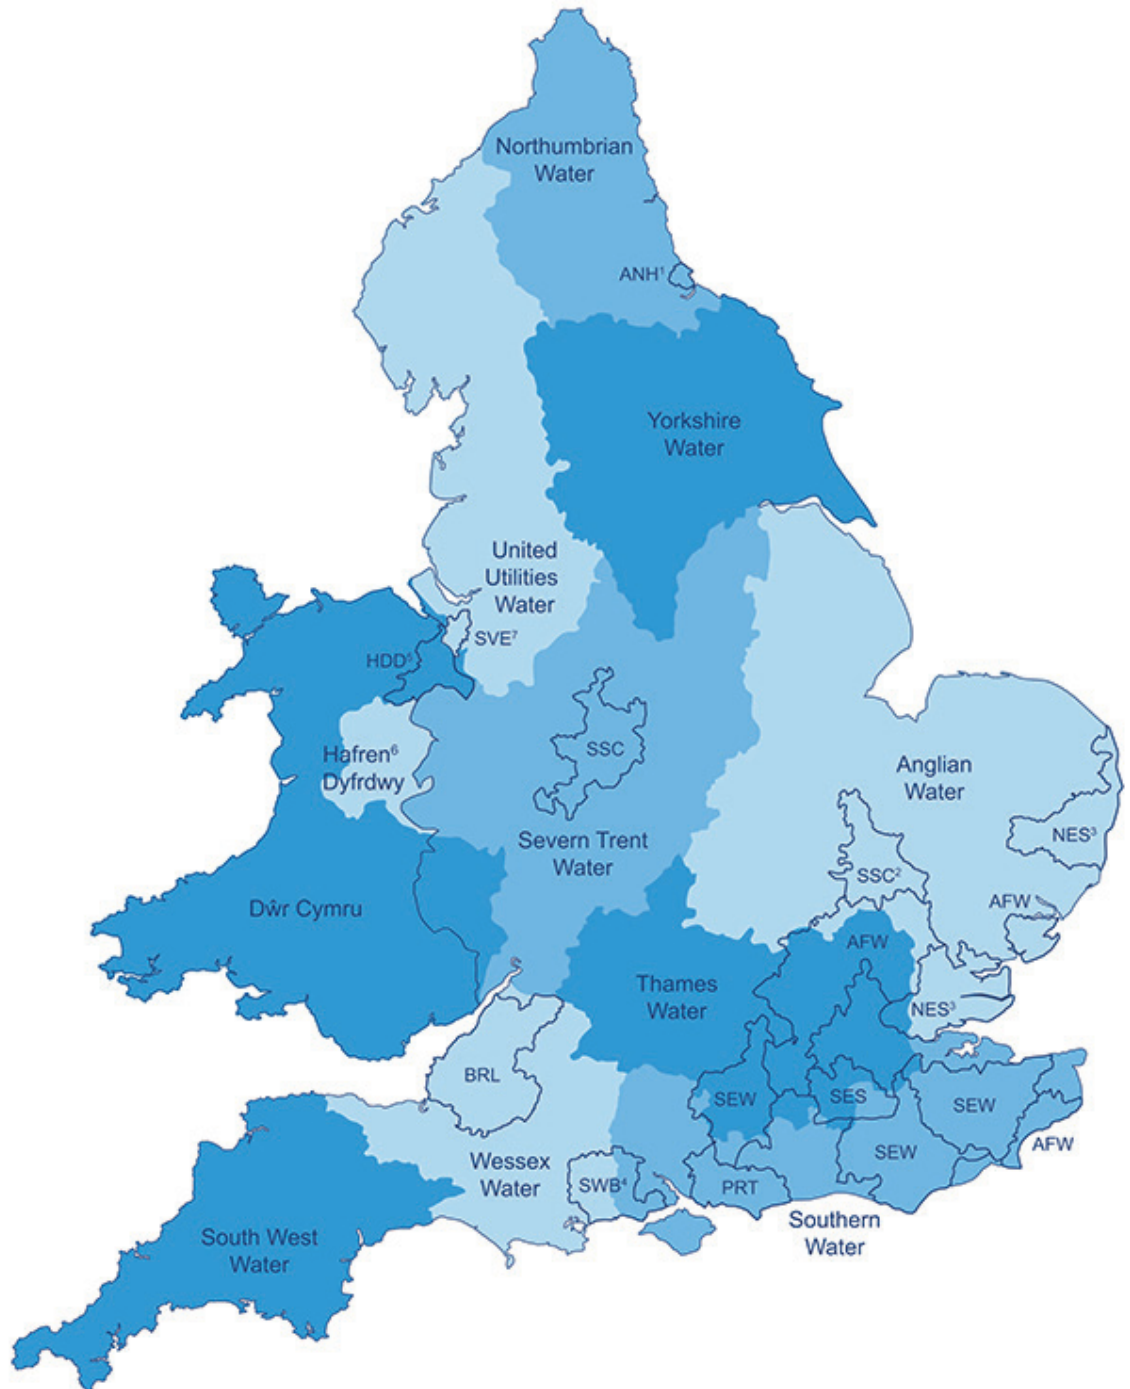 Northumbrian
Water
ANH¹
Yorkshire
Water
United
Utilities
Water
SVE⁷
HDD⁵
SSC
Hafren⁶
Dyfrdwy
Anglian
Water
NES³
Severn Trent
Water
SSC²
AFW
Dŵr Cymru
AFW
Thames
Water
NES³
BRL
SEW
SES
SEW
AFW
SEW
Wessex
Water
SWB⁴
PRT
Southern
Water
South West
Water